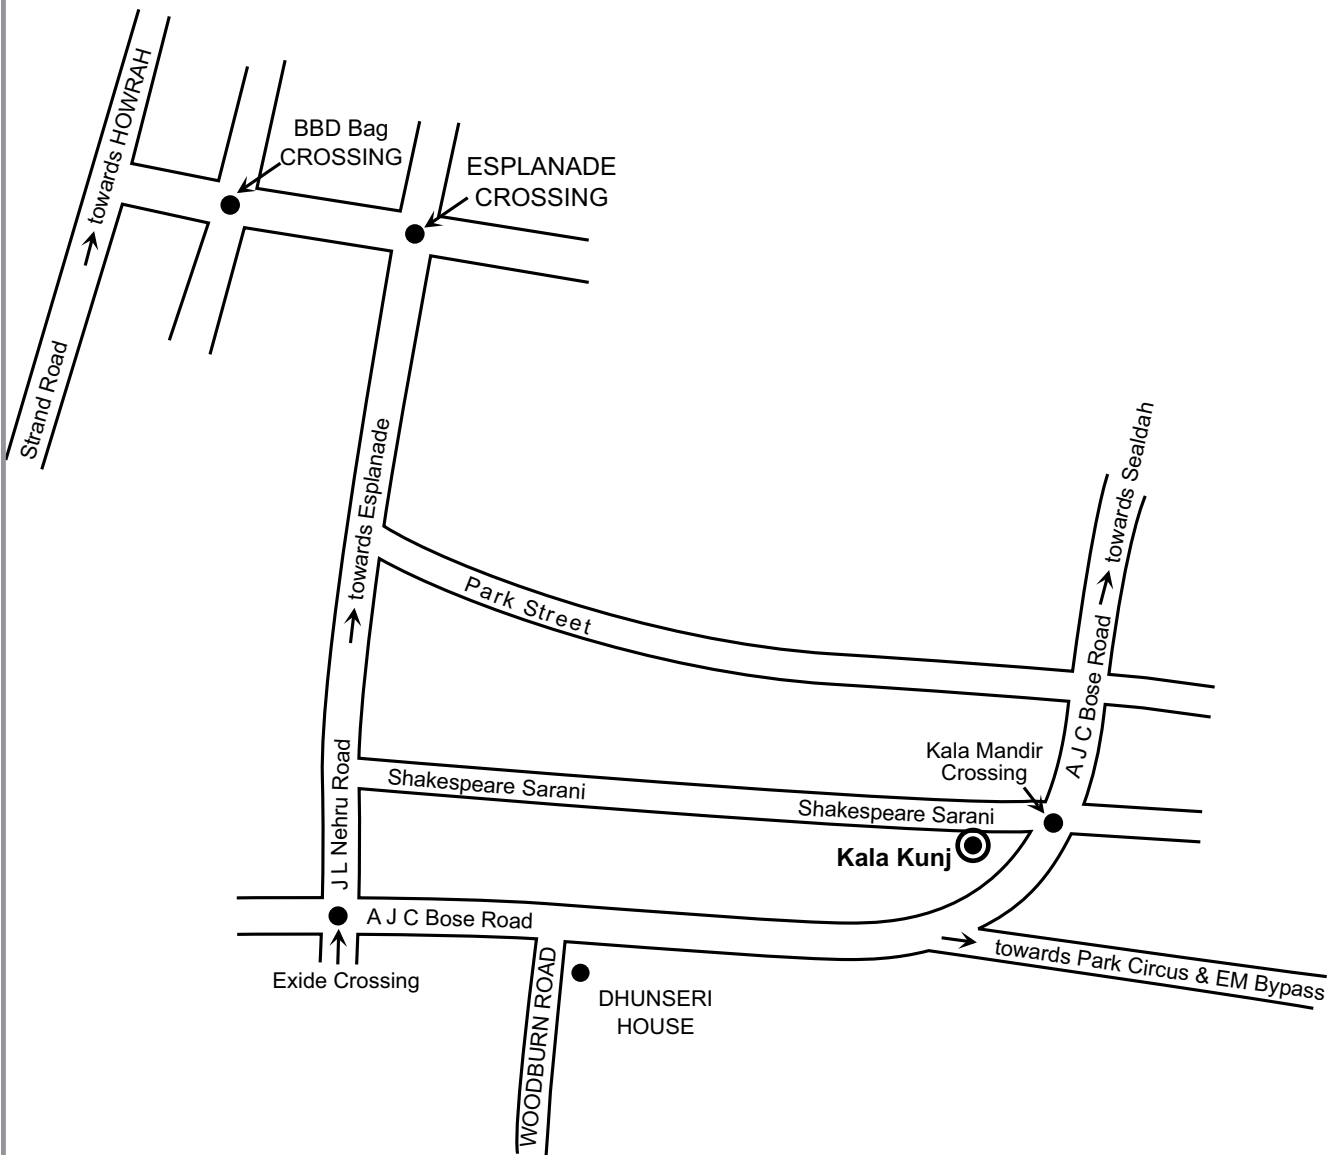 towards HOWRAH
Strand Road
BBD Bag
CROSSING
ESPLANADE
CROSSING
towards Esplanade
Park Street
towards Sealdah
A J C Bose Road
J L Nehru Road
Shakespeare Sarani
Shakespeare Sarani
Kala Mandir
Crossing
Kala Kunj
A J C Bose Road
Exide Crossing
WOODBURN ROAD
DHUNSERI
HOUSE
towards Park Circus & EM Bypass